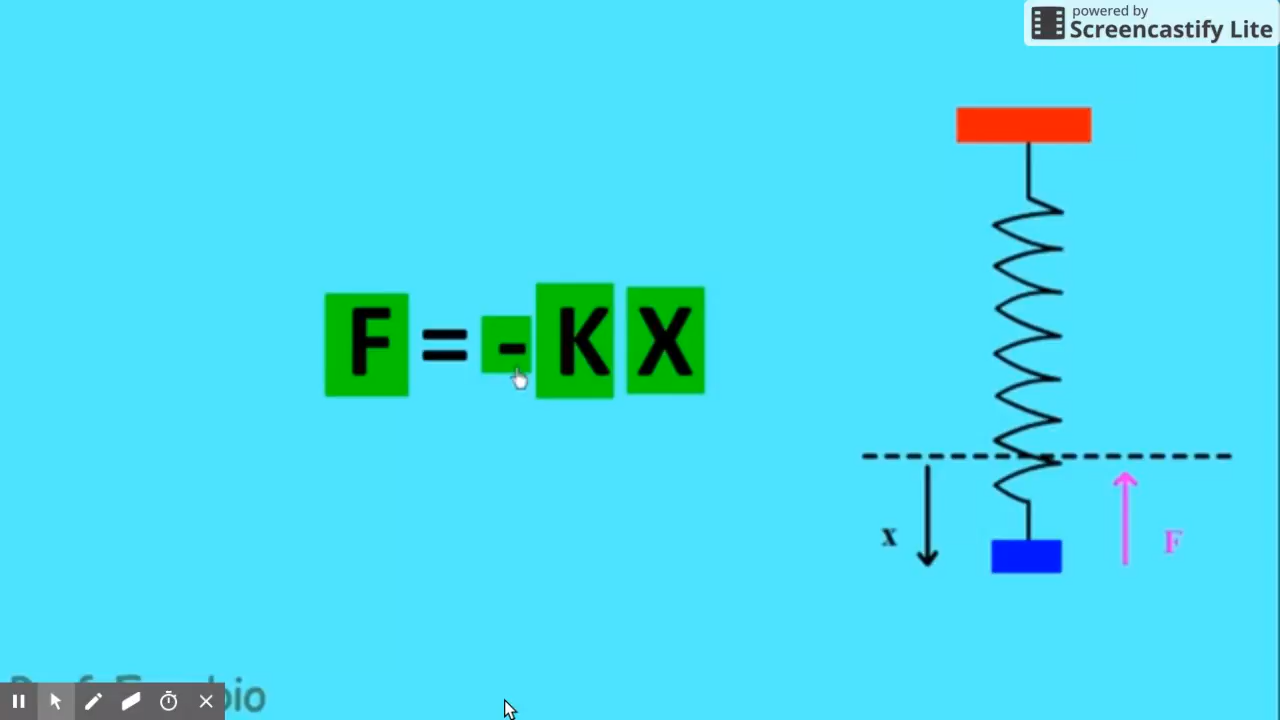 powered by
Screencastify Lite
F = - K X
x
F